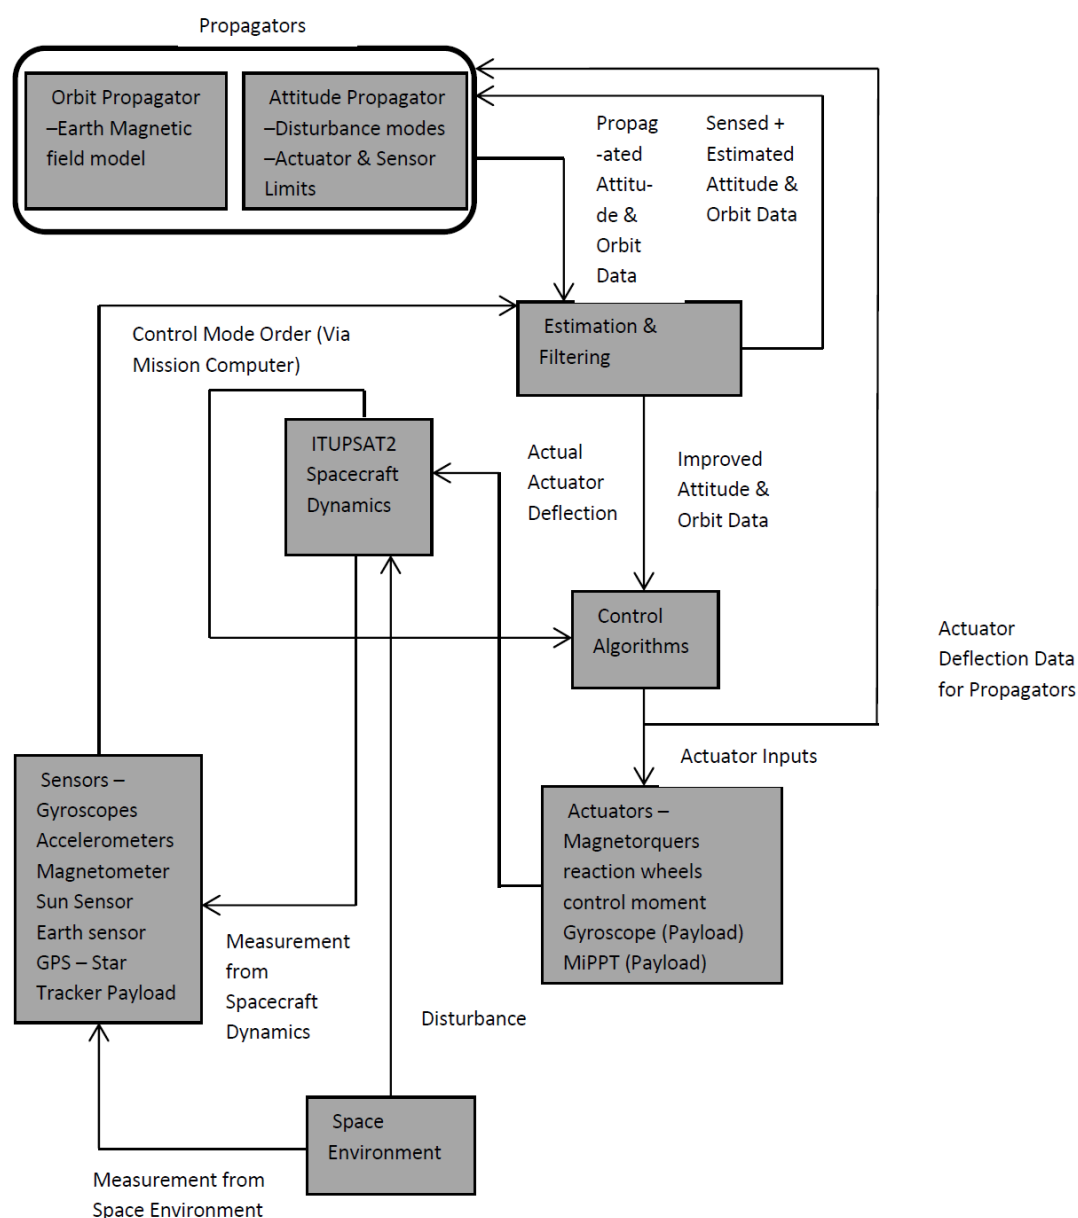 Propagators
Orbit Propagator
–Earth Magnetic
field model
Attitude Propagator
–Disturbance modes
–Actuator & Sensor
Limits
Propag
-ated
Attitu-
de &
Orbit
Data
Sensed +
Estimated
Attitude &
Orbit Data
Estimation &
Filtering
Control Mode Order (Via
Mission Computer)
ITUPSAT2
Spacecraft
Dynamics
Actual
Actuator
Deflection
Improved
Attitude &
Orbit Data
Control
Algorithms
Actuator
Deflection Data
for Propagators
Actuator Inputs
Sensors –
Gyroscopes
Accelerometers
Magnetometer
Sun Sensor
Earth sensor
GPS – Star
Tracker Payload
Actuators –
Magnetorquers
reaction wheels
control moment
Gyroscope (Payload)
MiPPT (Payload)
Measurement
from
Spacecraft
Dynamics
Disturbance
Space
Environment
Measurement from
Space Environment